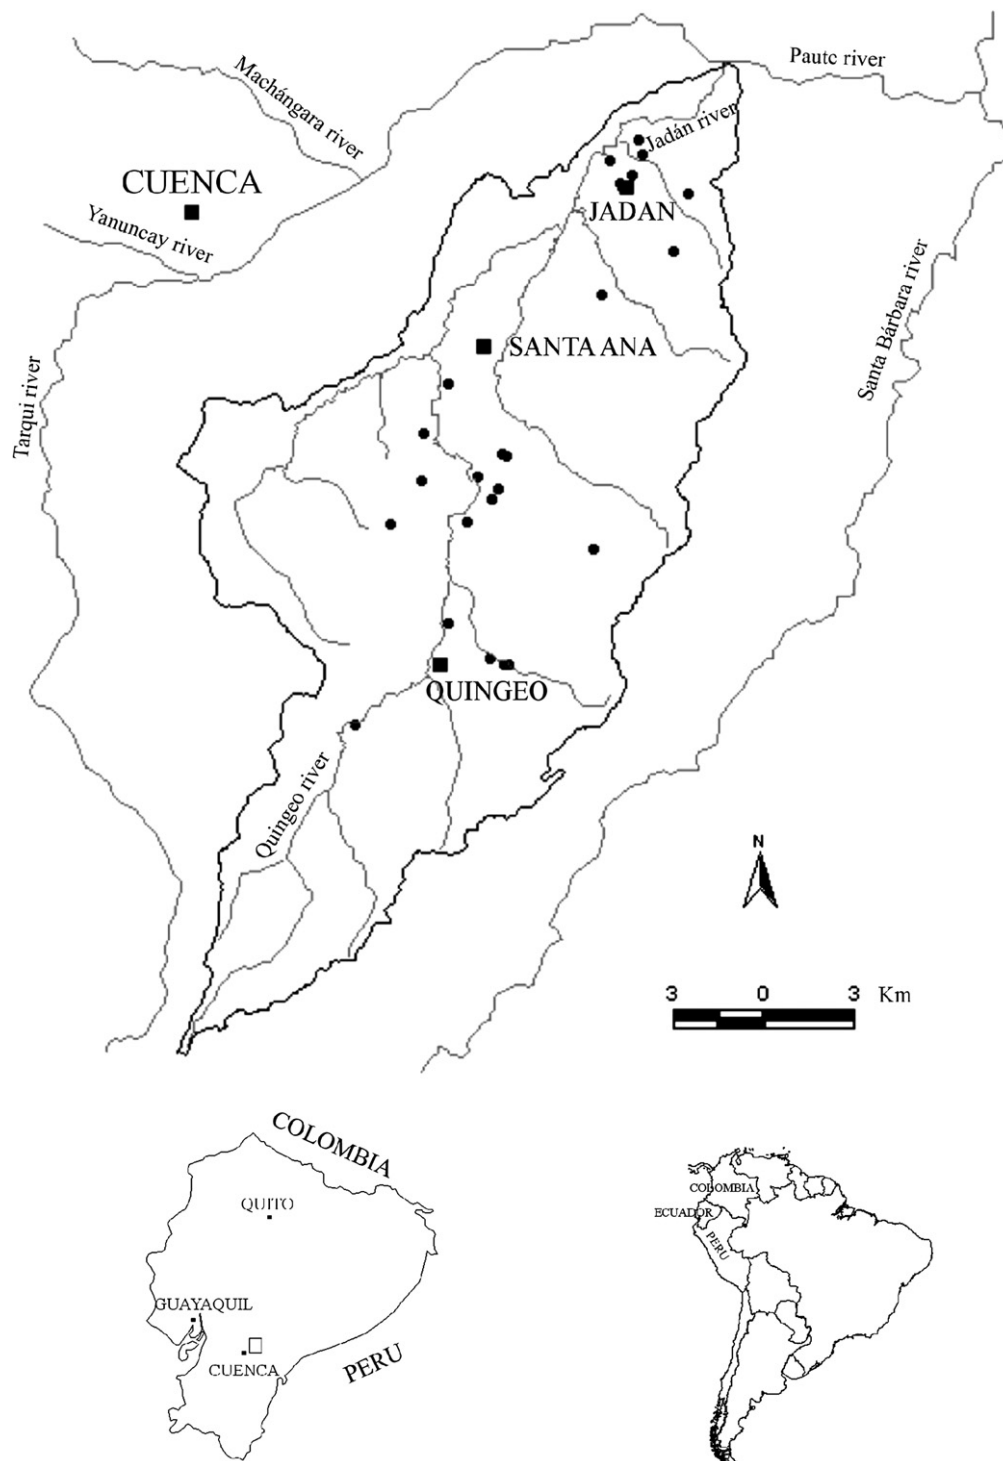 Machángara river
Pautc river
Jadán river
CUENCA
JADAN
Yanuncay river
Santa Bárbara river
SANTA ANA
Tarqui river
QUINGEO
Quingeo river
N
3 0 3 Km
COLOMBIA
QUITO
GUAYAQUIL
CUENCA
PERU
COLOMBIA
ECUADOR
PERU